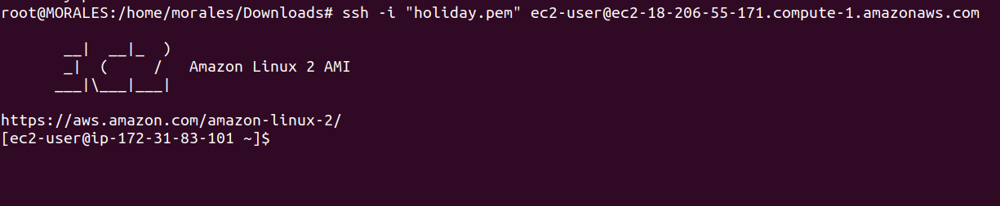 root@MORALES:/home/morales/Downloads# ssh -i "holiday.pem" ec2-user@ec2-18-206-55-171.compute-1.amazonaws.com
       __|  __|_  )
       _|  (     /   Amazon Linux 2 AMI
      ___|\___|___|
https://aws.amazon.com/amazon-linux-2/
[ec2-user@ip-172-31-83-101 ~]$